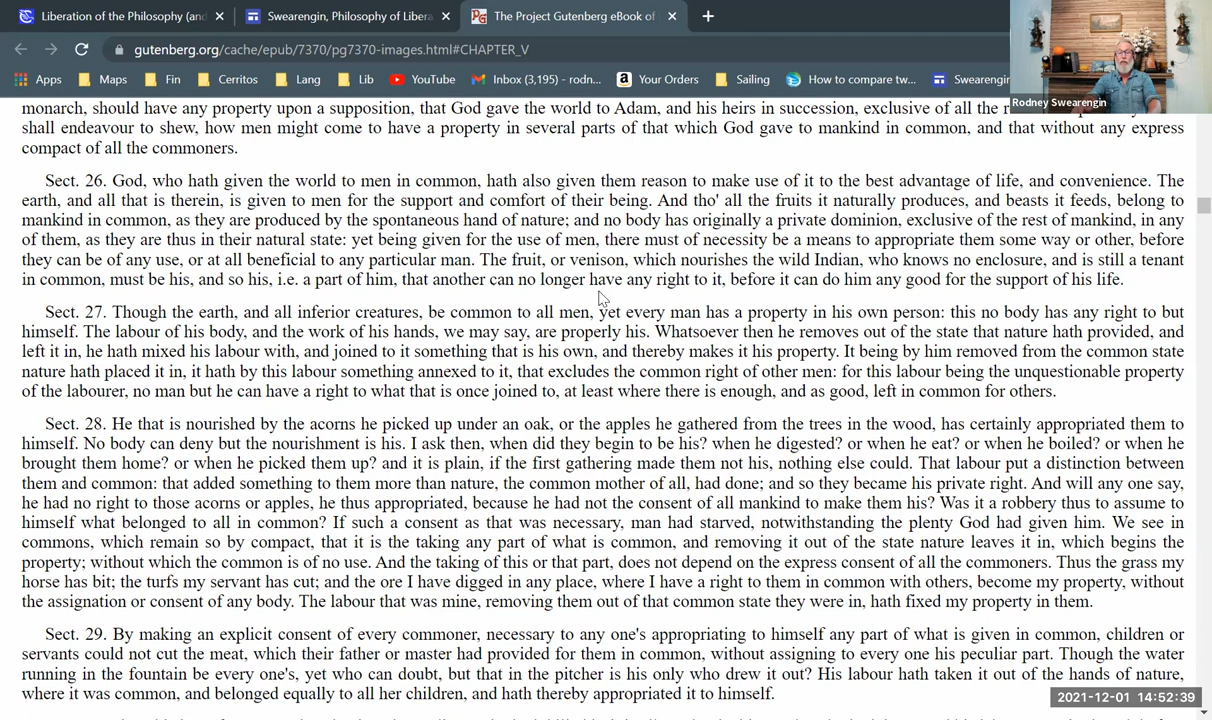 Liberation of the Philosophy (and
Swearengin, Philosophy of Libera
The Project Gutenberg eBook of
gutenberg.org/cache/epub/7370/pg7370-images.html#CHAPTER_V
Apps Maps Fin Cerritos Lang Lib YouTube Inbox (3,195) - rodn... Your Orders Sailing How to compare tw... Swearengin
Rodney Swearengin
monarch, should have any property upon a supposition, that God gave the world to Adam, and his heirs in succession, exclusive of all the
shall endeavour to shew, how men might come to have a property in several parts of that which God gave to mankind in common, and that without any express
compact of all the commoners.
Sect. 26. God, who hath given the world to men in common, hath also given them reason to make use of it to the best advantage of life, and convenience. The
earth, and all that is therein, is given to men for the support and comfort of their being. And tho' all the fruits it naturally produces, and beasts it feeds, belong to
mankind in common, as they are produced by the spontaneous hand of nature; and no body has originally a private dominion, exclusive of the rest of mankind, in any
of them, as they are thus in their natural state: yet being given for the use of men, there must of necessity be a means to appropriate them some way or other, before
they can be of any use, or at all beneficial to any particular man. The fruit, or venison, which nourishes the wild Indian, who knows no enclosure, and is still a tenant
in common, must be his, and so his, i.e. a part of him, that another can no longer have any right to it, before it can do him any good for the support of his life.
Sect. 27. Though the earth, and all inferior creatures, be common to all men, yet every man has a property in his own person: this no body has any right to but
himself. The labour of his body, and the work of his hands, we may say, are properly his. Whatsoever then he removes out of the state that nature hath provided, and
left it in, he hath mixed his labour with, and joined to it something that is his own, and thereby makes it his property. It being by him removed from the common state
nature hath placed it in, it hath by this labour something annexed to it, that excludes the common right of other men: for this labour being the unquestionable property
of the labourer, no man but he can have a right to what that is once joined to, at least where there is enough, and as good, left in common for others.
Sect. 28. He that is nourished by the acorns he picked up under an oak, or the apples he gathered from the trees in the wood, has certainly appropriated them to
himself. No body can deny but the nourishment is his. I ask then, when did they begin to be his? when he digested? or when he eat? or when he boiled? or when he
brought them home? or when he picked them up? and it is plain, if the first gathering made them not his, nothing else could. That labour put a distinction between
them and common: that added something to them more than nature, the common mother of all, had done; and so they became his private right. And will any one say,
he had no right to those acorns or apples, he thus appropriated, because he had not the consent of all mankind to make them his? Was it a robbery thus to assume to
himself what belonged to all in common? If such a consent as that was necessary, man had starved, notwithstanding the plenty God had given him. We see in
commons, which remain so by compact, that it is the taking any part of what is common, and removing it out of the state nature leaves it in, which begins the
property; without which the common is of no use. And the taking of this or that part, does not depend on the express consent of all the commoners. Thus the grass my
horse has bit; the turfs my servant has cut; and the ore I have digged in any place, where I have a right to them in common with others, become my property, without
the assignation or consent of any body. The labour that was mine, removing them out of that common state they were in, hath fixed my property in them.
Sect. 29. By making an explicit consent of every commoner, necessary to any one's appropriating to himself any part of what is given in common, children or
servants could not cut the meat, which their father or master had provided for them in common, without assigning to every one his peculiar part. Though the water
running in the fountain be every one's, yet who can doubt, but that in the pitcher is his only who drew it out? His labour hath taken it out of the hands of nature,
where it was common, and belonged equally to all her children, and hath thereby appropriated it to himself.
2021-12-01 14:52:39